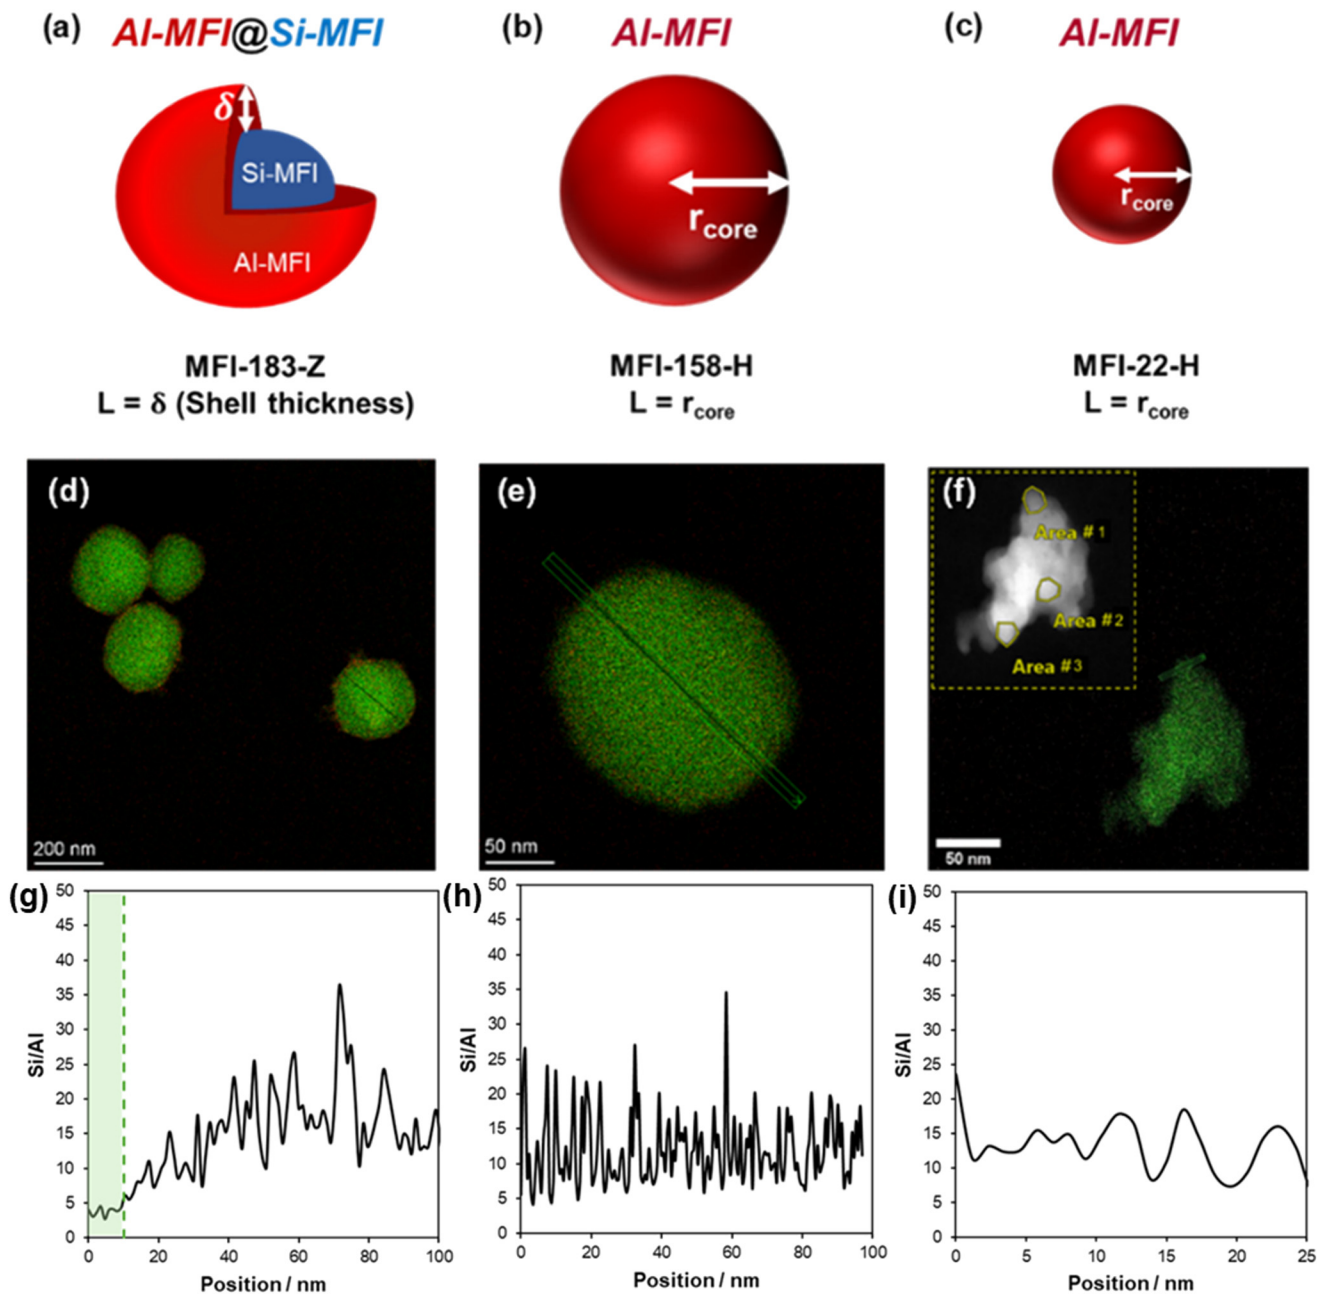 (a) Al-MFI@Si-MFI (b) Al-MFI (c) Al-MFI
δ
Si-MFI
Al-MFI
r core
r core
MFI-183-Z
L = δ (Shell thickness)
MFI-158-H
L = r core
MFI-22-H
L = r core
(d)
200 nm
(e)
50 nm
(f)
Area #1
Area #2
Area #3
50 nm
(g)
Si/Al
50
45
40
35
30
25
20
15
10
5
0
0 20 40 60 80 100
Position / nm
(h)
Si/Al
50
45
40
35
30
25
20
15
10
5
0
0 20 40 60 80 100
Position / nm
(i)
Si/Al
50
45
40
35
30
25
20
15
10
5
0
0 5 10 15 20 25
Position / nm